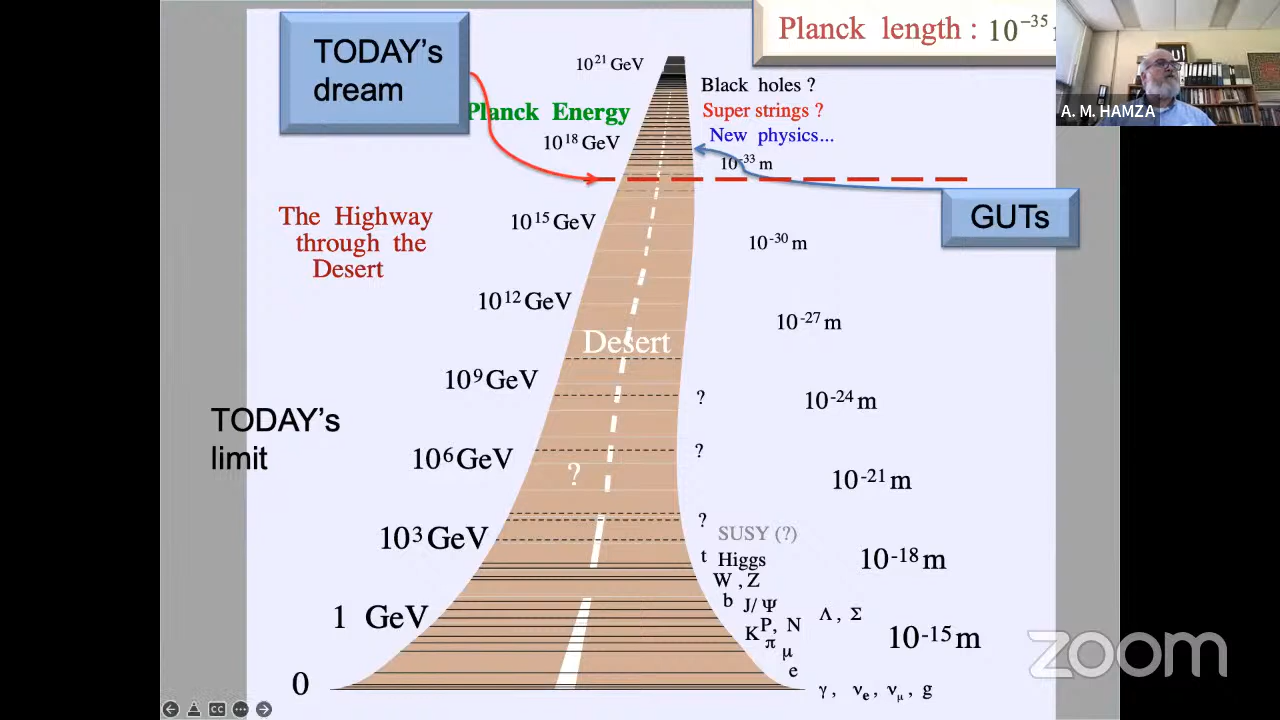 TODAY's
dream
Planck length : 10⁻³⁵
A. M. HAMZA
10²¹ GeV
Black holes ?
Planck Energy
Super strings ?
10¹⁸ GeV
New physics...
10⁻³³ m
The Highway
through the
Desert
10¹⁵ GeV
GUTs
10⁻³⁰ m
10¹² GeV
10⁻²⁷ m
Desert
10⁹ GeV
?
10⁻²⁴ m
TODAY's
limit
10⁶ GeV
?
?
10⁻²¹ m
10³ GeV
?
SUSY (?)
t Higgs
10⁻¹⁸ m
W , Z
b J/Ψ
1 GeV
Λ , Σ
K P, N
π
10⁻¹⁵ m
μ
e
0
γ , νe , νμ , g
zoom
CC